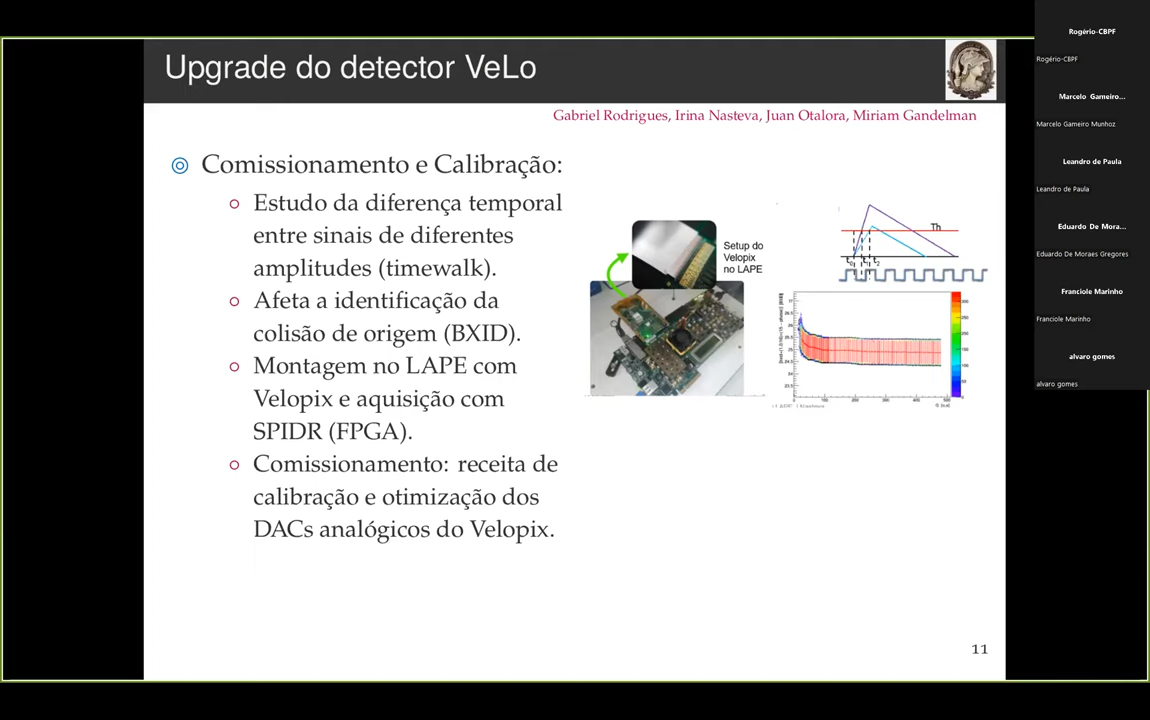 Upgrade do detector VeLo
Gabriel Rodrigues, Irina Nasteva, Juan Otalora, Miriam Gandelman
Comissionamento e Calibração:
Estudo da diferença temporal
entre sinais de diferentes
amplitudes (timewalk).
Afeta a identificação da
colisão de origem (BXID).
Montagem no LAPE com
Velopix e aquisição com
SPIDR (FPGA).
Comissionamento: receita de
calibração e otimização dos
DACs analógicos do Velopix.
Setup do
Velopix
no LAPE
Th
11
Rogério-CBPF
Rogério-CBPF
Marcelo Gameiro...
Marcelo Gameiro Munhoz
Leandro de Paula
Leandro de Paula
Eduardo De Mora...
Eduardo De Moraes Gregores
Franciole Marinho
Franciole Marinho
alvaro gomes
alvaro gomes